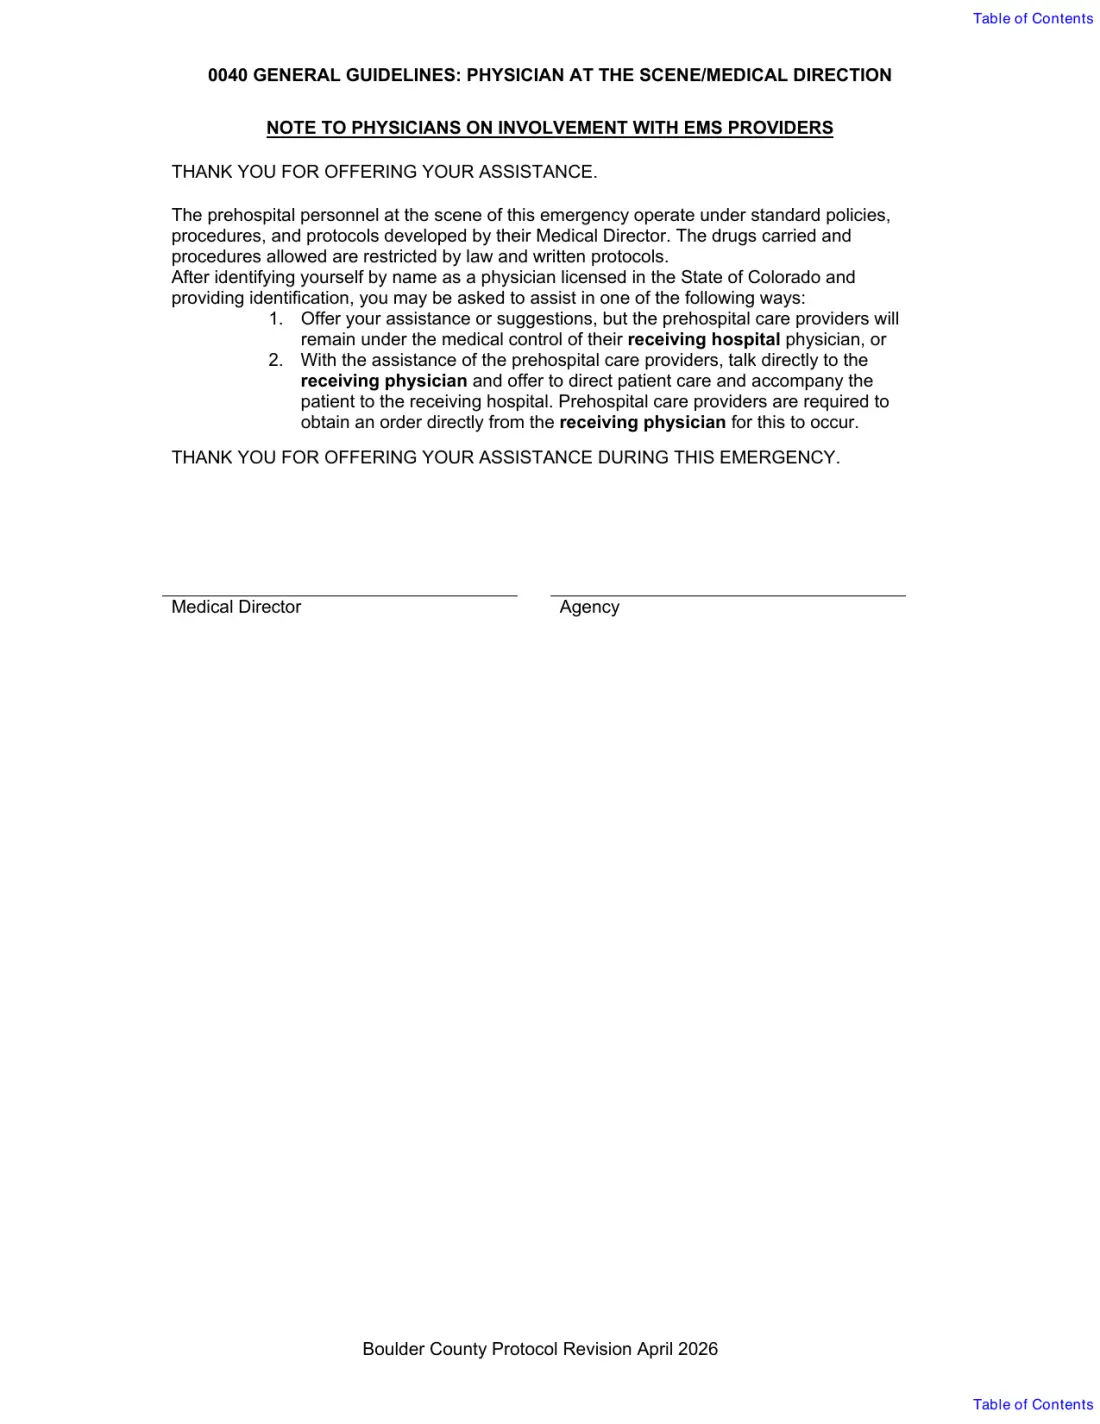 Table of Contents
0040 GENERAL GUIDELINES: PHYSICIAN AT THE SCENE/MEDICAL DIRECTION
NOTE TO PHYSICIANS ON INVOLVEMENT WITH EMS PROVIDERS
THANK YOU FOR OFFERING YOUR ASSISTANCE.
The prehospital personnel at the scene of this emergency operate under standard policies,
procedures, and protocols developed by their Medical Director. The drugs carried and
procedures allowed are restricted by law and written protocols.
After identifying yourself by name as a physician licensed in the State of Colorado and
providing identification, you may be asked to assist in one of the following ways:
1. Offer your assistance or suggestions, but the prehospital care providers will
remain under the medical control of their receiving hospital physician, or
2. With the assistance of the prehospital care providers, talk directly to the
receiving physician and offer to direct patient care and accompany the
patient to the receiving hospital. Prehospital care providers are required to
obtain an order directly from the receiving physician for this to occur.
THANK YOU FOR OFFERING YOUR ASSISTANCE DURING THIS EMERGENCY.
Medical Director Agency
Boulder County Protocol Revision April 2026
Table of Contents